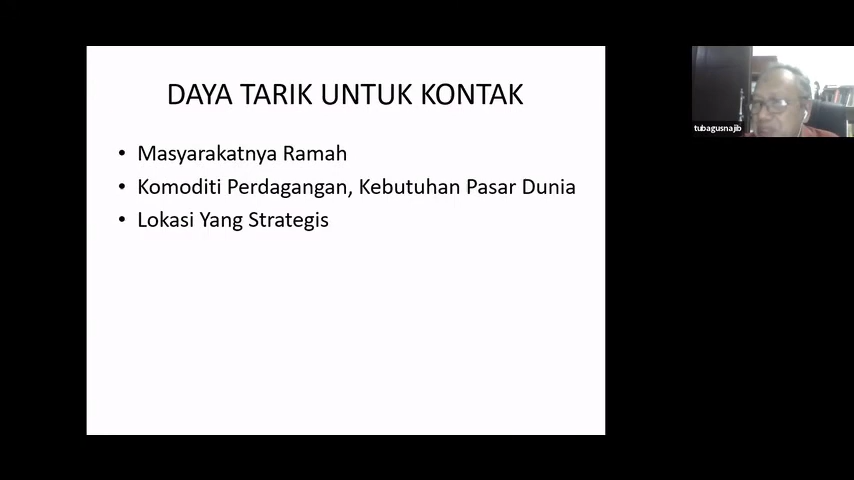 DAYA TARIK UNTUK KONTAK
• Masyarakatnya Ramah
• Komoditi Perdagangan, Kebutuhan Pasar Dunia
• Lokasi Yang Strategis
tubagusnajib